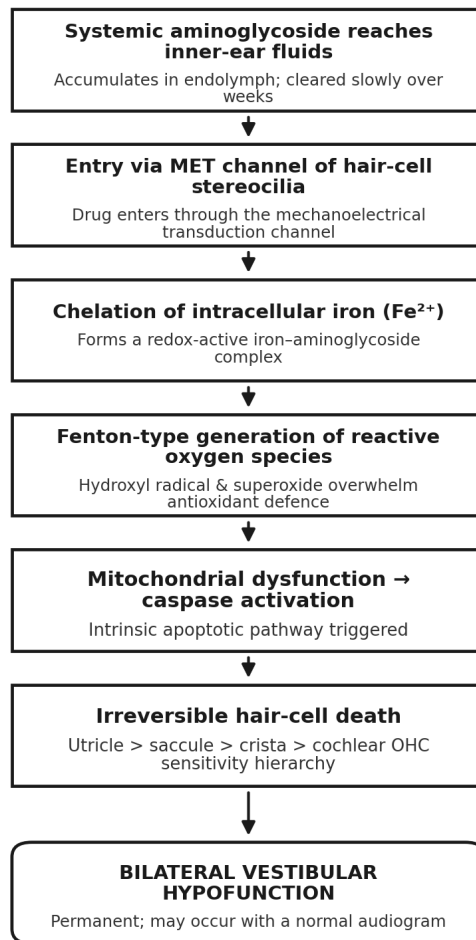 Systemic aminoglycoside reaches
inner-ear fluids
Accumulates in endolymph; cleared slowly over
weeks
Entry via MET channel of hair-cell
stereocilia
Drug enters through the mechanoelectrical
transduction channel
Chelation of intracellular iron (Fe²⁺)
Forms a redox-active iron–aminoglycoside
complex
Fenton-type generation of reactive
oxygen species
Hydroxyl radical & superoxide overwhelm
antioxidant defence
Mitochondrial dysfunction →
caspase activation
Intrinsic apoptotic pathway triggered
Irreversible hair-cell death
Utricle > saccule > crista > cochlear OHC
sensitivity hierarchy
BILATERAL VESTIBULAR
HYPOFUNCTION
Permanent; may occur with a normal audiogram